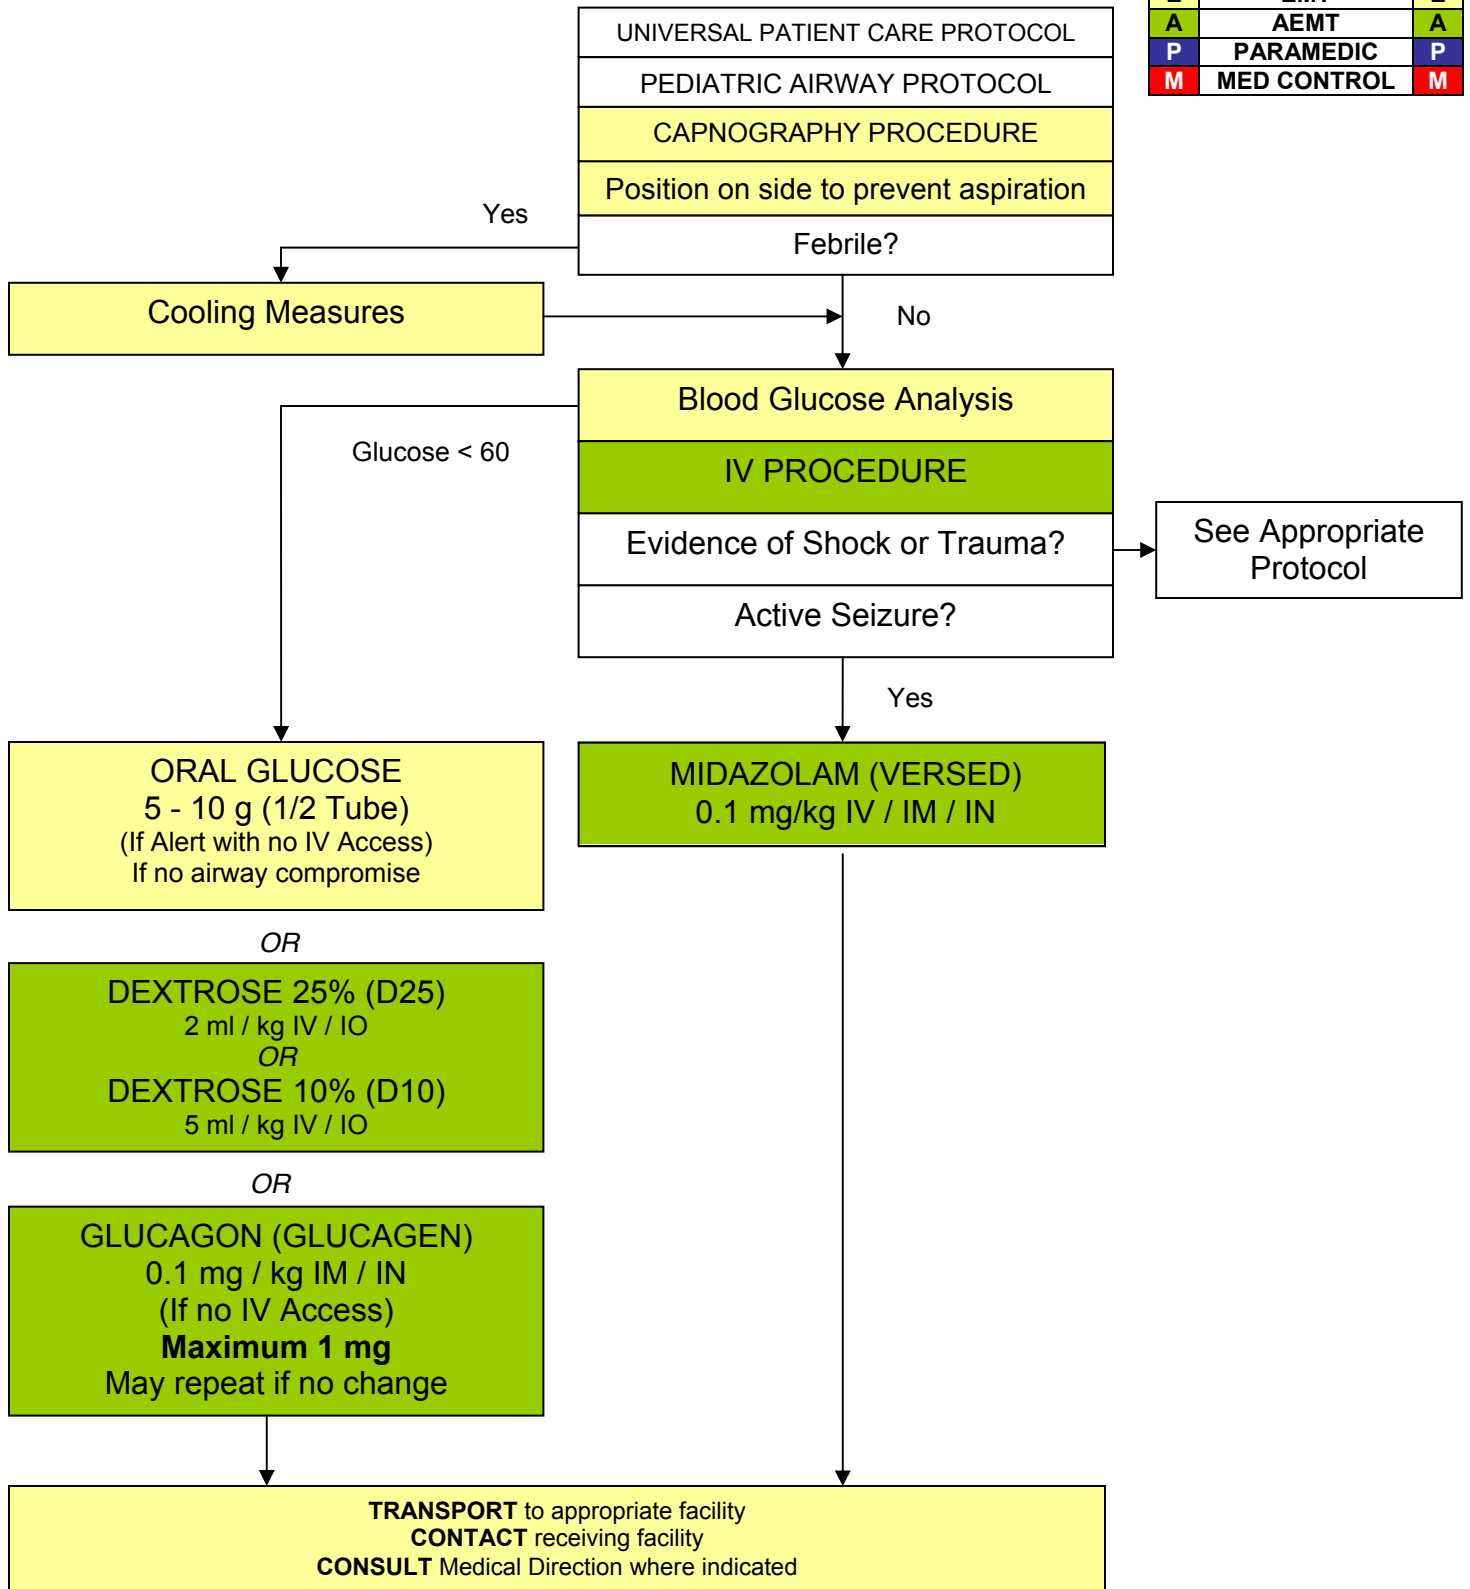 UNIVERSAL PATIENT CARE PROTOCOL
A AEMT A
P PARAMEDIC P
M MED CONTROL M
PEDIATRIC AIRWAY PROTOCOL
CAPNOGRAPHY PROCEDURE
Position on side to prevent aspiration
Febrile?
Yes
Cooling Measures
No
Blood Glucose Analysis
Glucose < 60
IV PROCEDURE
Evidence of Shock or Trauma?
See Appropriate
Protocol
Active Seizure?
Yes
ORAL GLUCOSE
5 - 10 g (1/2 Tube)
(If Alert with no IV Access)
If no airway compromise
MIDAZOLAM (VERSED)
0.1 mg/kg IV / IM / IN
OR
DEXTROSE 25% (D25)
2 ml / kg IV / IO
OR
DEXTROSE 10% (D10)
5 ml / kg IV / IO
OR
GLUCAGON (GLUCAGEN)
0.1 mg / kg IM / IN
(If no IV Access)
Maximum 1 mg
May repeat if no change
TRANSPORT to appropriate facility
CONTACT receiving facility
CONSULT Medical Direction where indicated